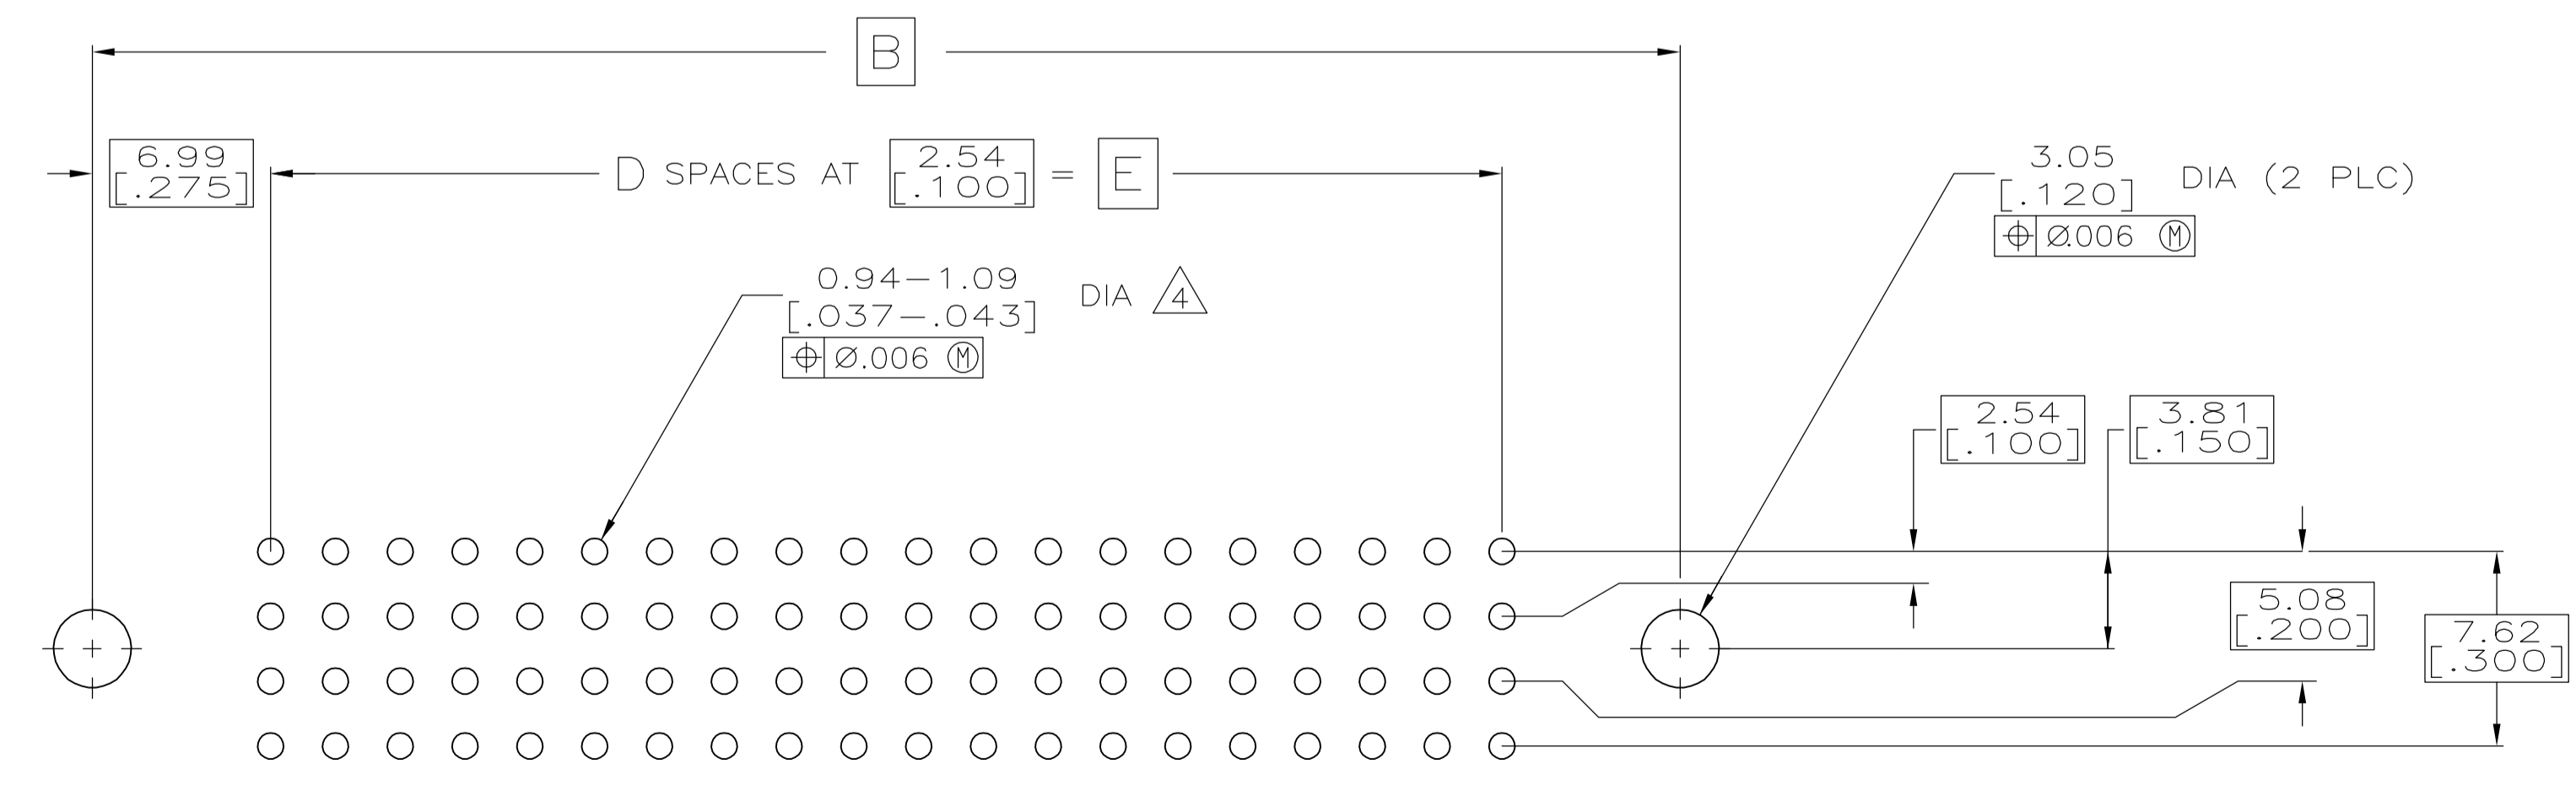 B
6.99
[.275]
D SPACES AT 2.54 = E
[.100]
3.05
[.120] DIA (2 PLC)
⌖ Ø.006 Ⓜ
0.94–1.09
[.037–.043] DIA 4
⌖ Ø.006 Ⓜ
2.54
[.100]
3.81
[.150]
5.08
[.200]
7.62
[.300]